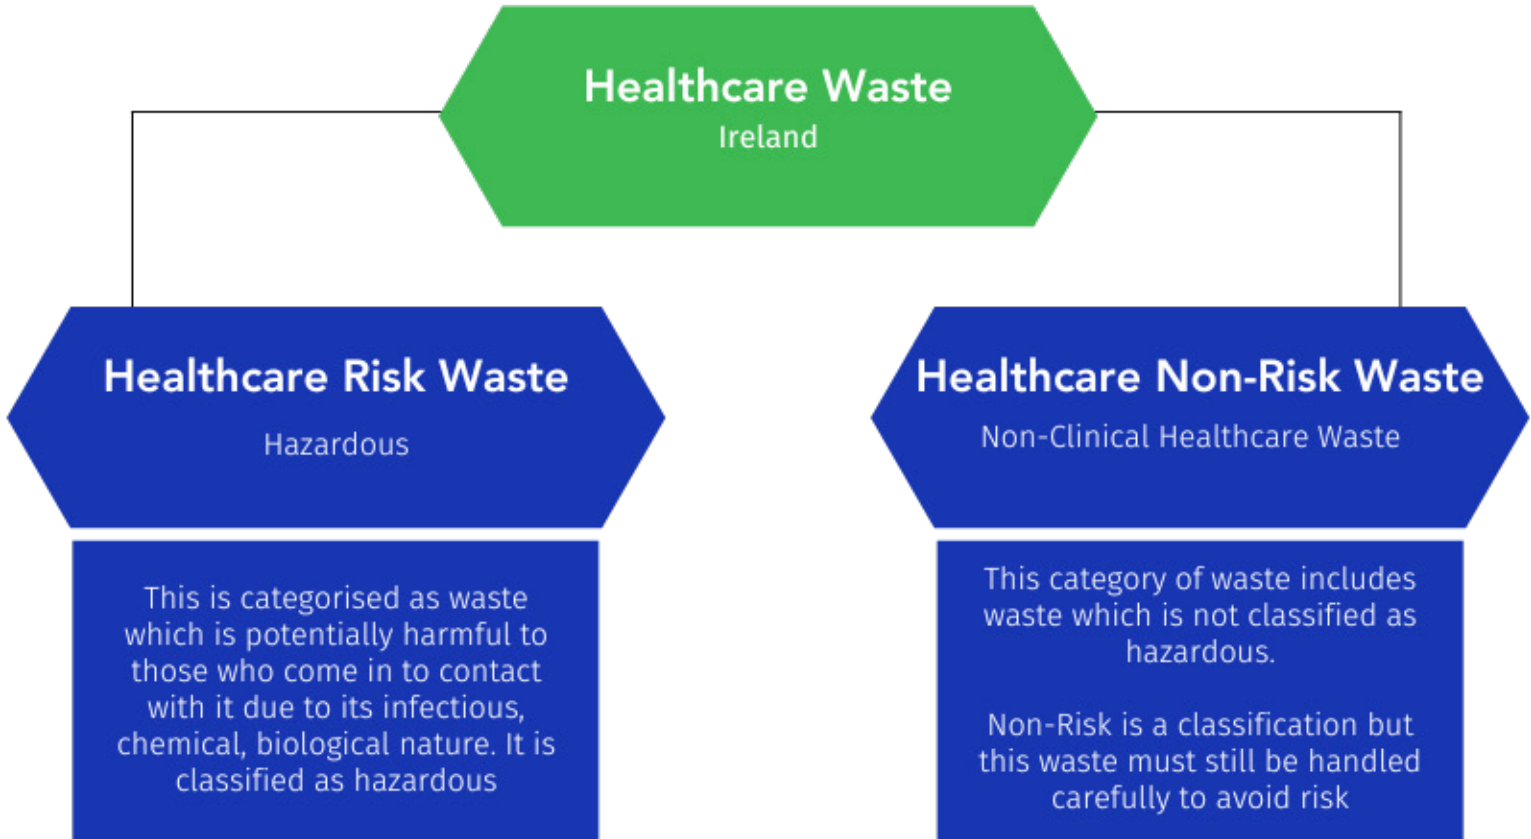 Healthcare Waste
Ireland
Healthcare Risk Waste
Hazardous
This is categorised as waste
which is potentially harmful to
those who come in to contact
with it due to its infectious,
chemical, biological nature. It is
classified as hazardous
Healthcare Non-Risk Waste
Non-Clinical Healthcare Waste
This category of waste includes
waste which is not classified as
hazardous.
Non-Risk is a classification but
this waste must still be handled
carefully to avoid risk